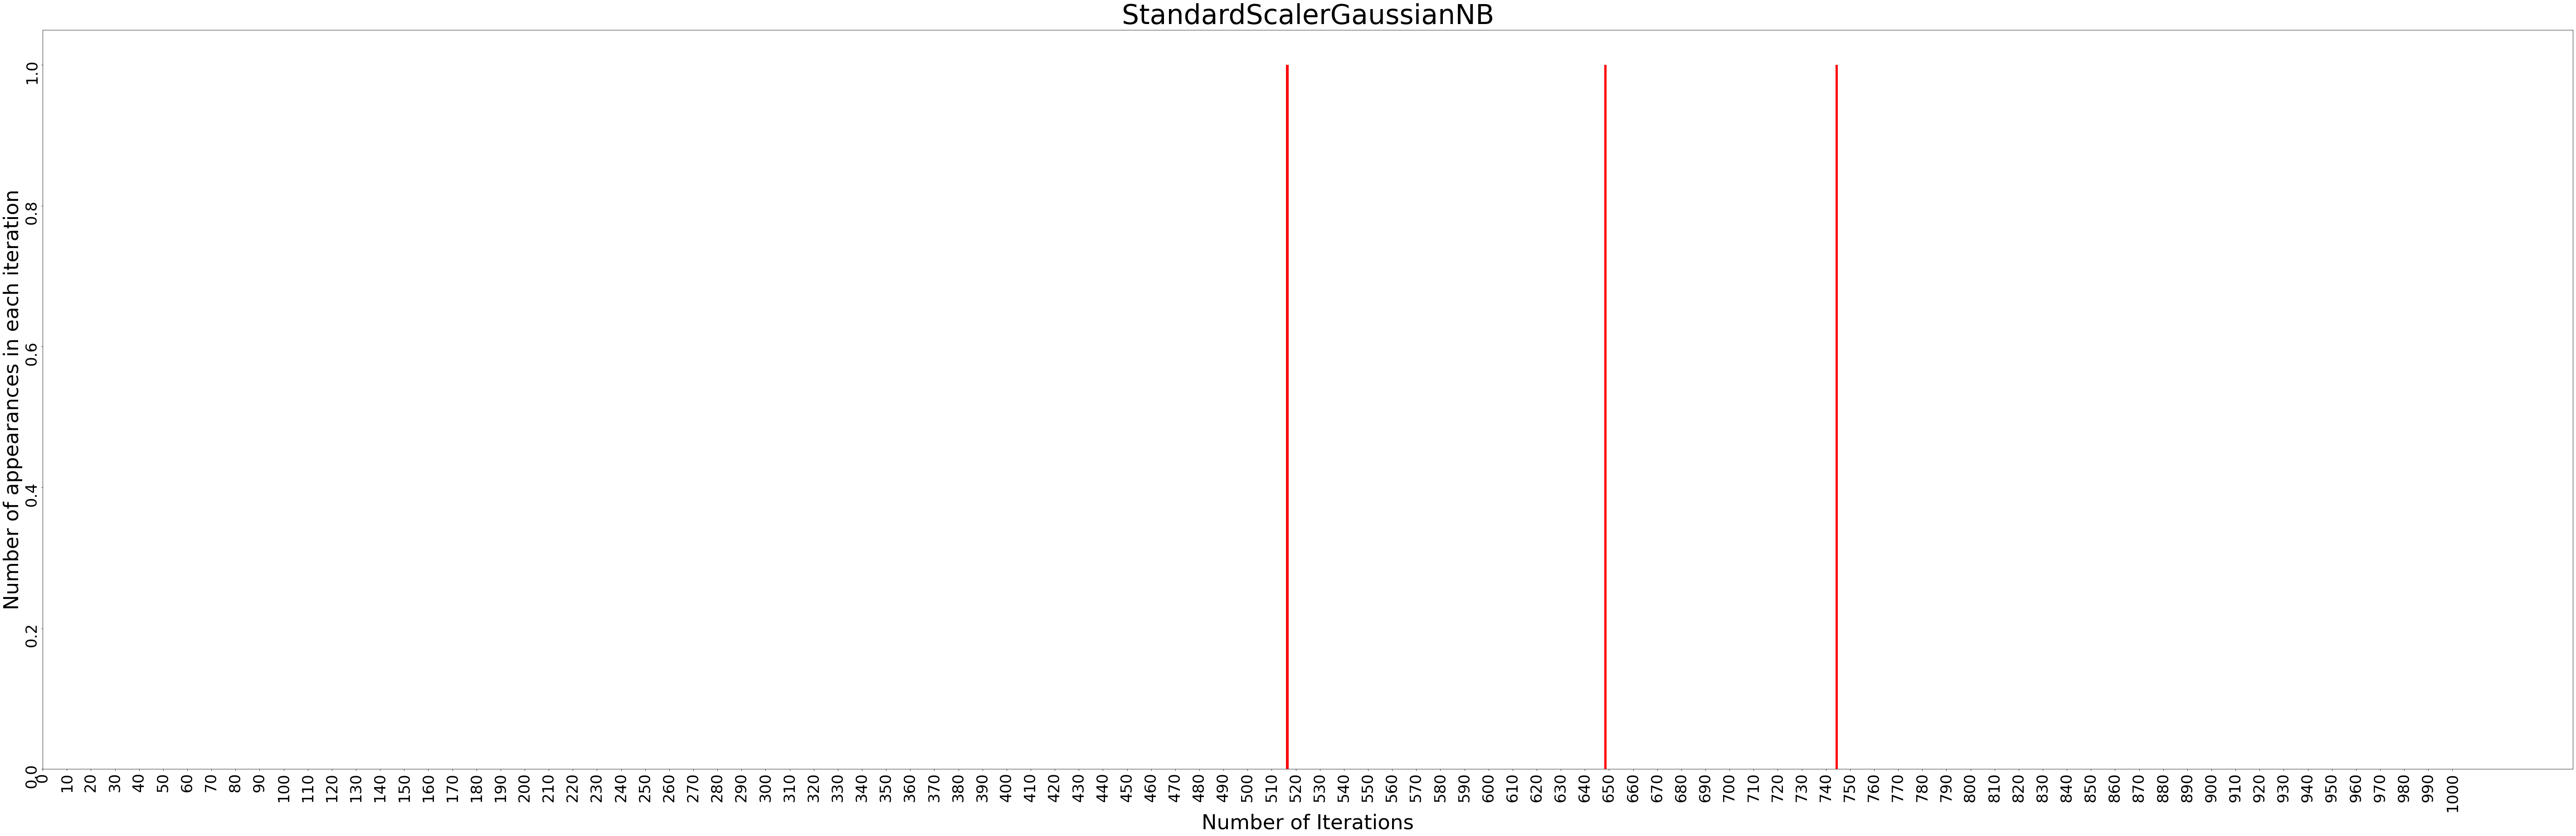 StandardScalerGaussianNB
Number of appearances in each iteration
1.0
0.8
0.6
0.4
0.2
0.0
0 10 20 30 40 50 60 70 80 90 100 110 120 130 140 150 160 170 180 190 200 210 220 230 240 250 260 270 280 290 300 310 320 330 340 350 360 370 380 390 400 410 420 430 440 450 460 470 480 490 500 510 520 530 540 550 560 570 580 590 600 610 620 630 640 650 660 670 680 690 700 710 720 730 740 750 760 770 780 790 800 810 820 830 840 850 860 870 880 890 900 910 920 930 940 950 960 970 980 990 1000
Number of Iterations